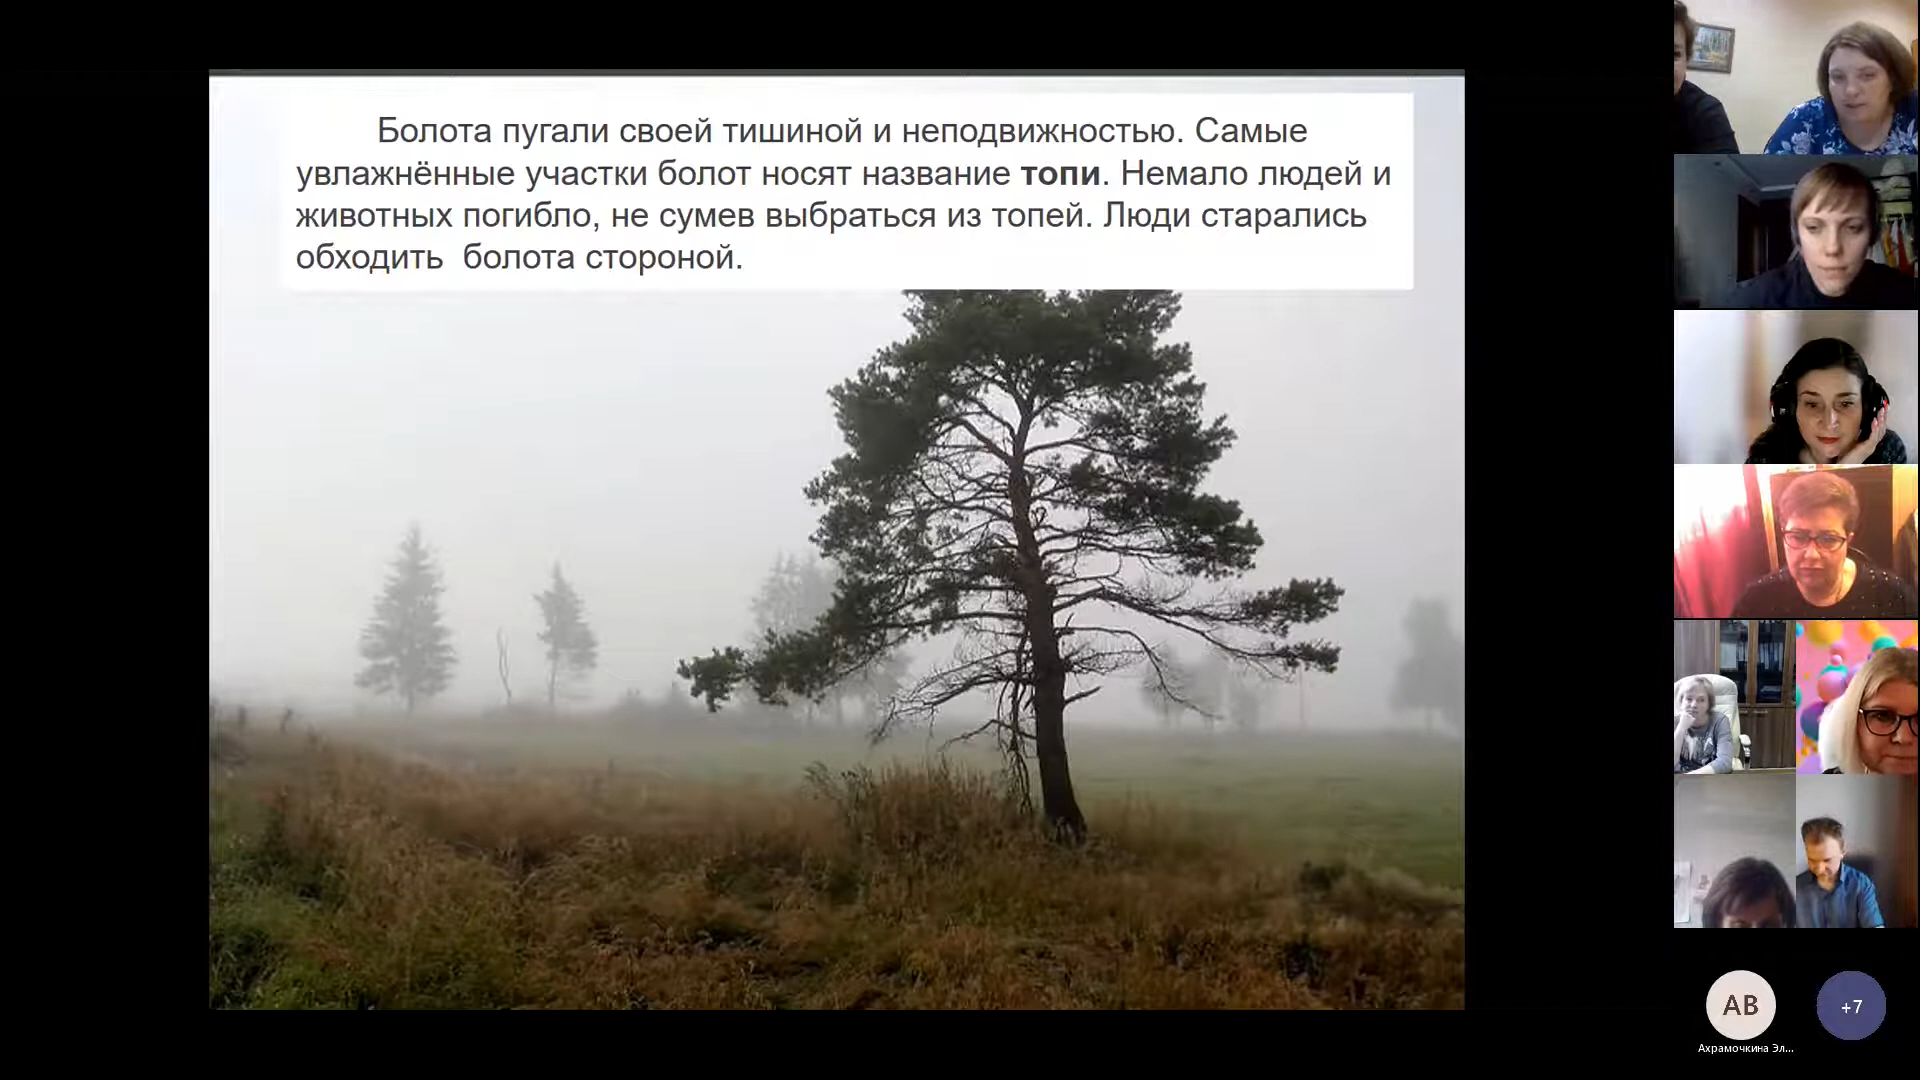 Болота пугали своей тишиной и неподвижностью. Самые
увлажнённые участки болот носят название топи. Немало людей и
животных погибло, не сумев выбраться из топей. Люди старались
обходить  болота стороной.
АВ
+7
Ахрамочкина Эл...